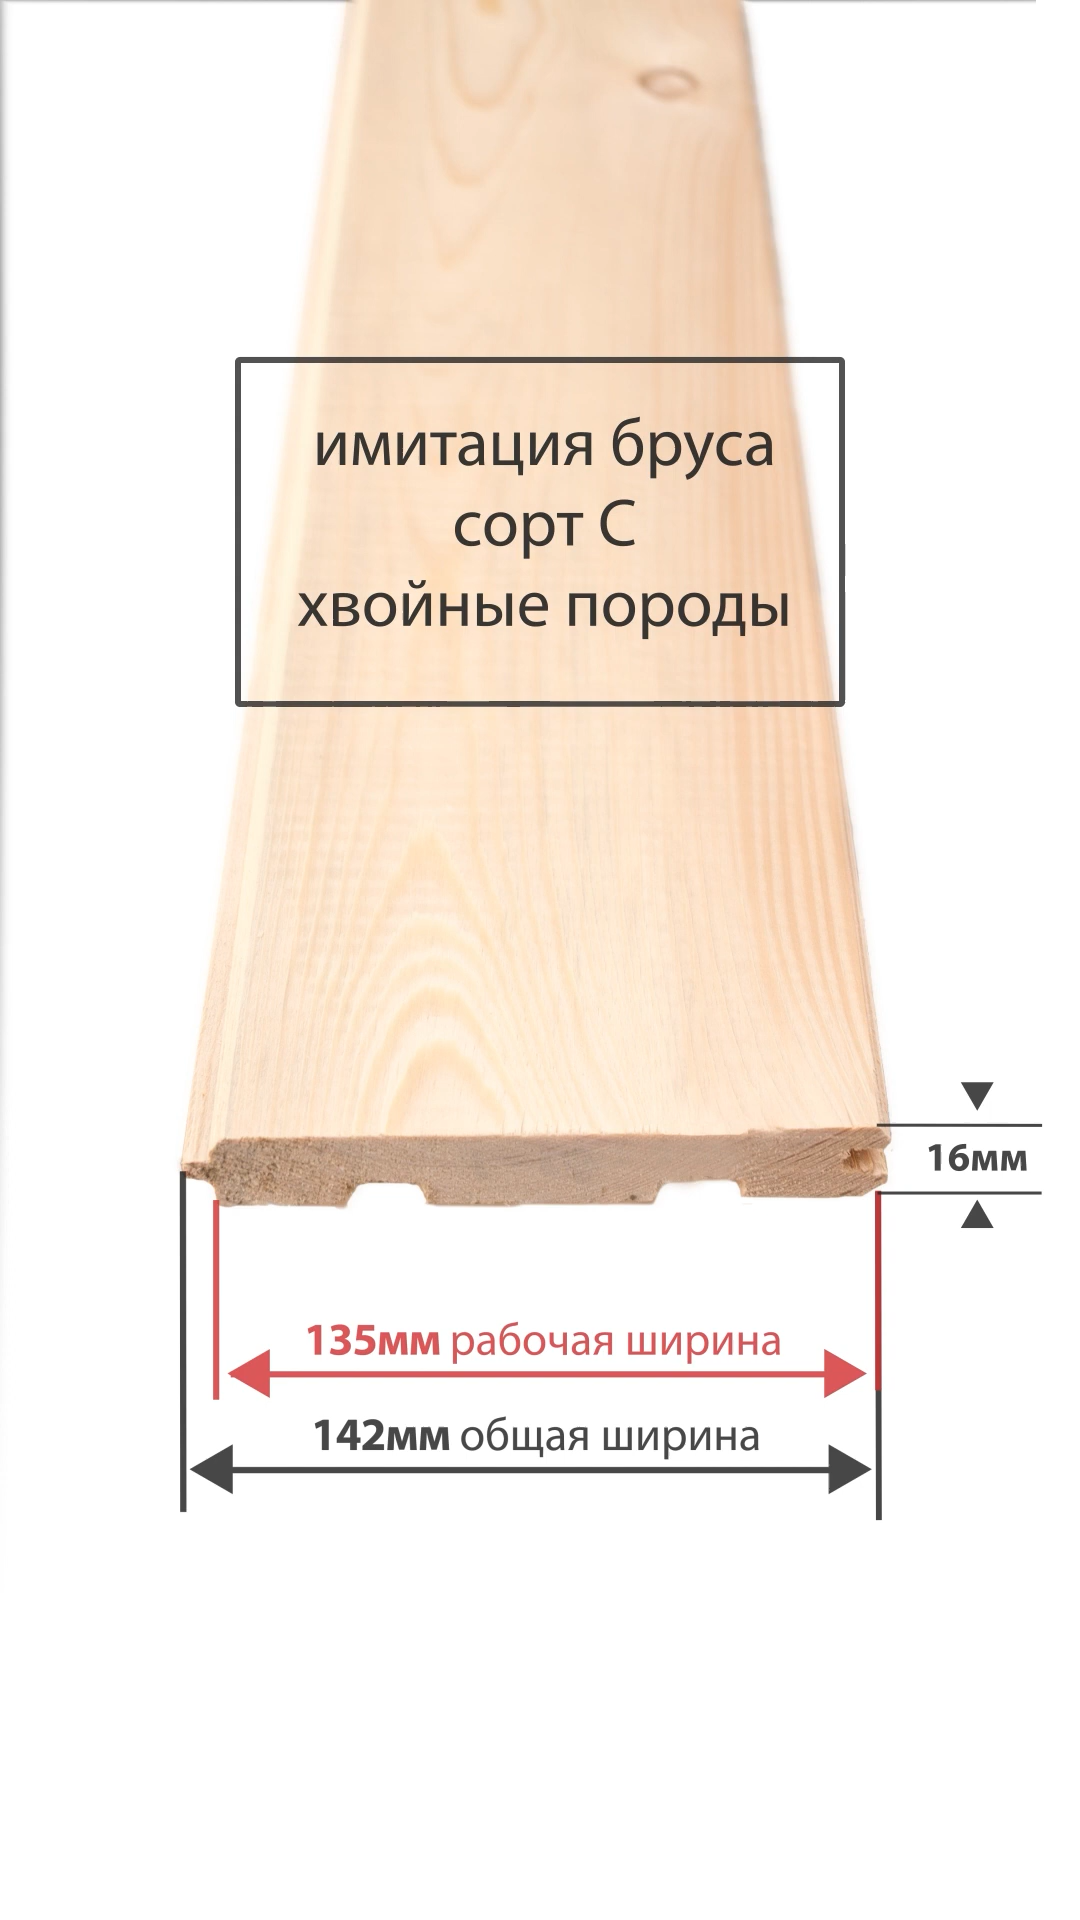 имитация бруса
сорт С
хвойные породы
16мм
135мм рабочая ширина
142мм общая ширина